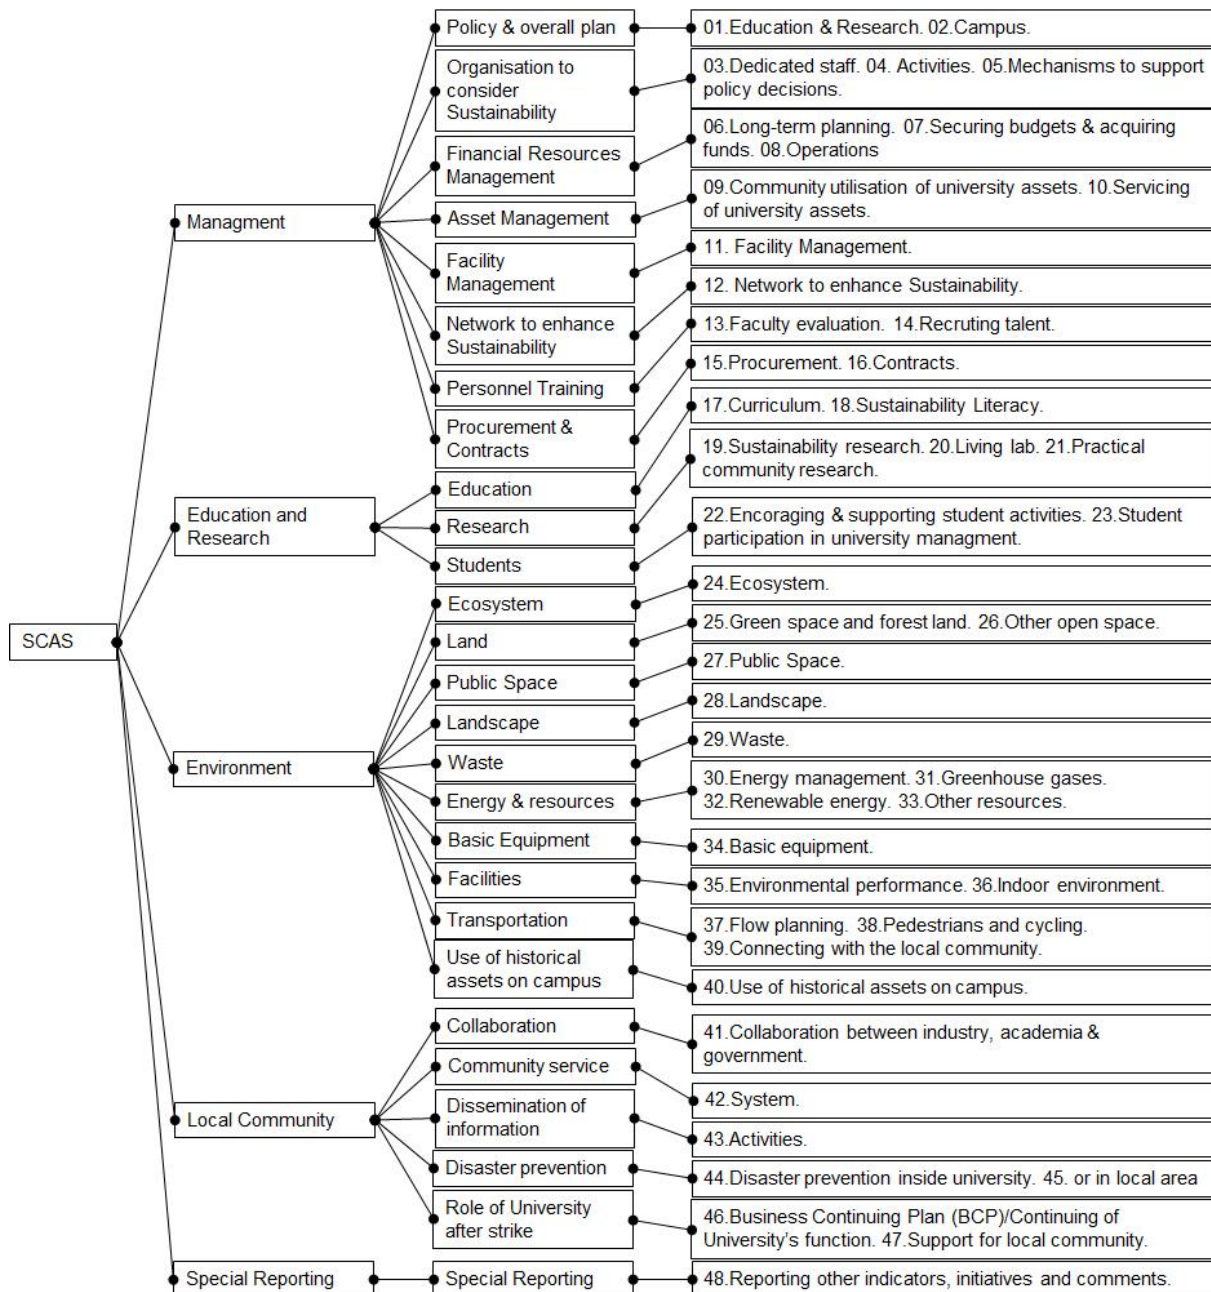 SCAS
Managment
Policy & overall plan
01.Education & Research. 02.Campus.
Organisation to
consider
Sustainability
03.Dedicated staff. 04. Activities. 05.Mechanisms to support
policy decisions.
Financial Resources
Management
06.Long-term planning. 07.Securing budgets & acquiring
funds. 08.Operations
Asset Management
09.Community utilisation of university assets. 10.Servicing
of university assets.
Facility
Management
11. Facility Management.
Network to enhance
Sustainability
12. Network to enhance Sustainability.
Personnel Training
13.Faculty evaluation. 14.Recruting talent.
Procurement &
Contracts
15.Procurement. 16.Contracts.
Education and
Research
Education
17.Curriculum. 18.Sustainability Literacy.
Research
19.Sustainability research. 20.Living lab. 21.Practical
community research.
Students
22.Encoraging & supporting student activities. 23.Student
participation in university managment.
Environment
Ecosystem
24.Ecosystem.
Land
25.Green space and forest land. 26.Other open space.
Public Space
27.Public Space.
Landscape
28.Landscape.
Waste
29.Waste.
Energy & resources
30.Energy management. 31.Greenhouse gases.
32.Renewable energy. 33.Other resources.
Basic Equipment
34.Basic equipment.
Facilities
35.Environmental performance. 36.Indoor environment.
Transportation
37.Flow planning. 38.Pedestrians and cycling.
39.Connecting with the local community.
Use of historical
assets on campus
40.Use of historical assets on campus.
Local Community
Collaboration
41.Collaboration between industry, academia &
government.
Community service
42.System.
Dissemination of
information
43.Activities.
Disaster prevention
44.Disaster prevention inside university. 45. or in local area
Role of University
after strike
46.Business Continuing Plan (BCP)/Continuing of
University's function. 47.Support for local community.
Special Reporting
Special Reporting
48.Reporting other indicators, initiatives and comments.